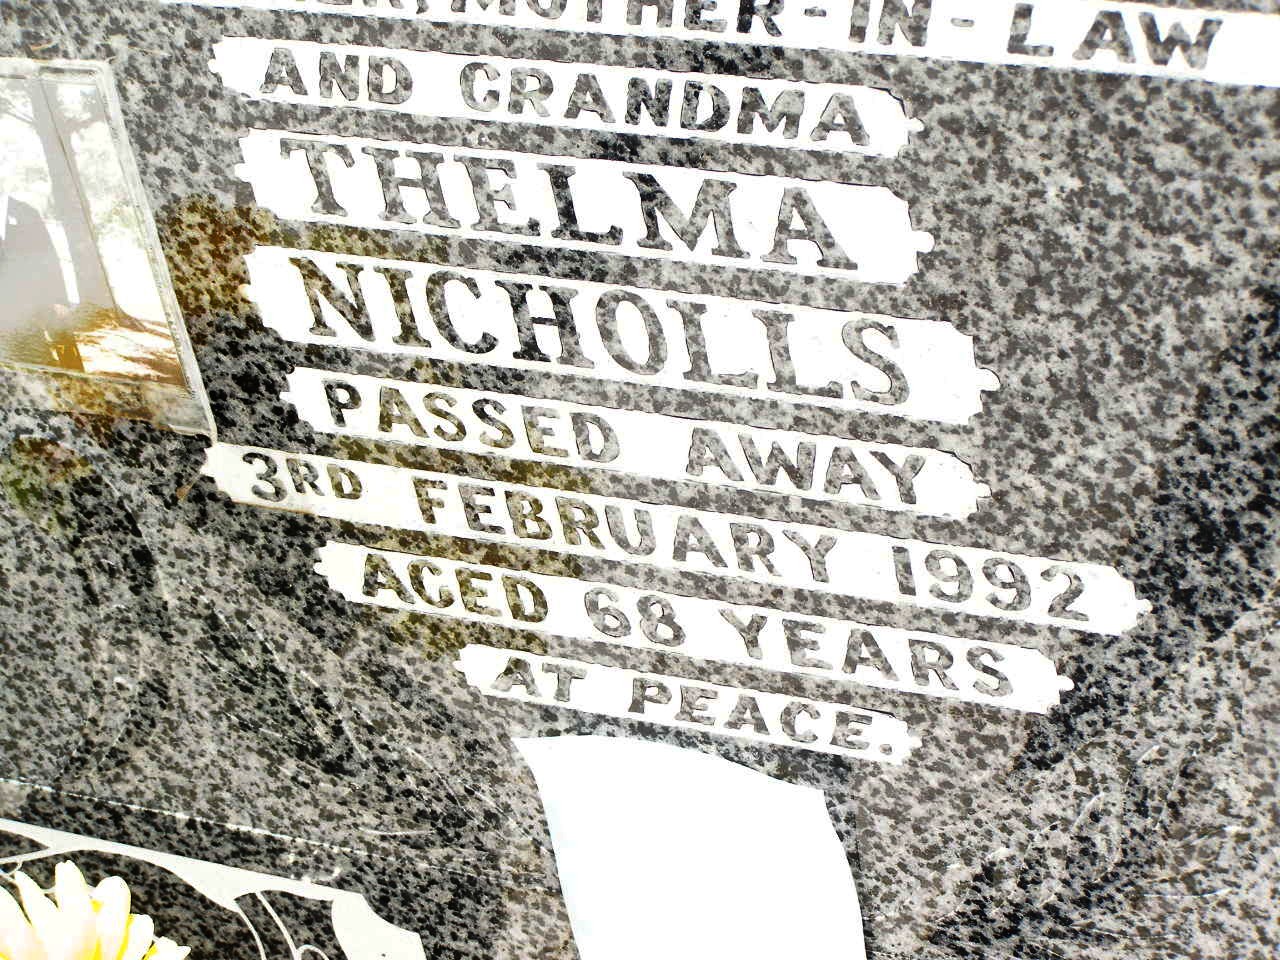 MOTHER-IN-LAW
AND GRANDMA
THELMA
NICHOLLS
PASSED AWAY
3RD FEBRUARY 1992
AGED 68 YEARS
AT PEACE.